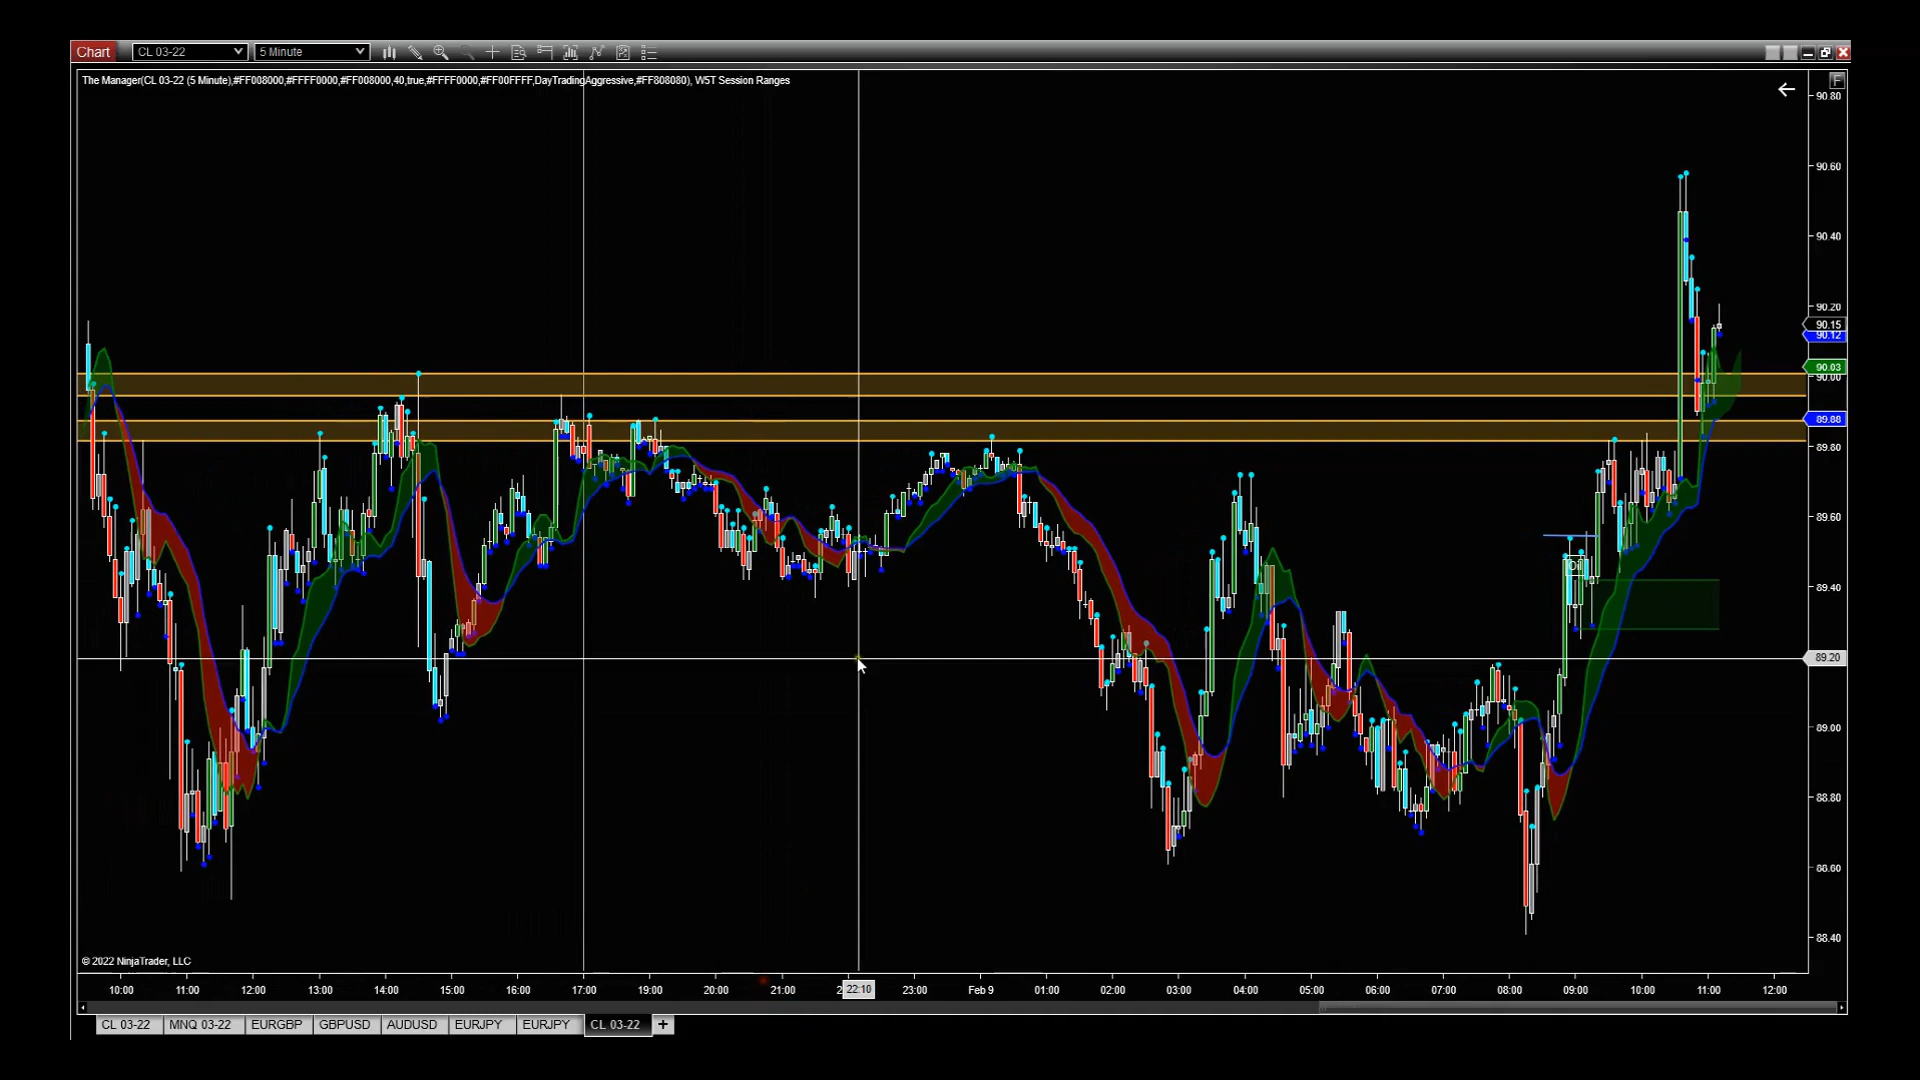 Chart CL 03-22 5 Minute
The Manager(CL 03-22 (5 Minute),#FF008000,#FFFF0000,#FF008000,40,true,#FFFF0000,#FF00FFFF,DayTradingAggressive,#FF808080), W5T Session Ranges
F
90.80
90.60
90.40
90.20
90.15
90.12
90.03
90.00
89.88
89.80
89.60
89.40
89.20
89.00
88.80
88.60
88.40
© 2022 NinjaTrader, LLC
10:00 11:00 12:00 13:00 14:00 15:00 16:00 17:00 19:00 20:00 21:00 22:10 23:00 Feb 9 01:00 02:00 03:00 04:00 05:00 06:00 07:00 08:00 09:00 10:00 11:00 12:00
CL 03-22 MNQ 03-22 EURGBP GBPUSD AUDUSD EURJPY EURJPY CL 03-22 +